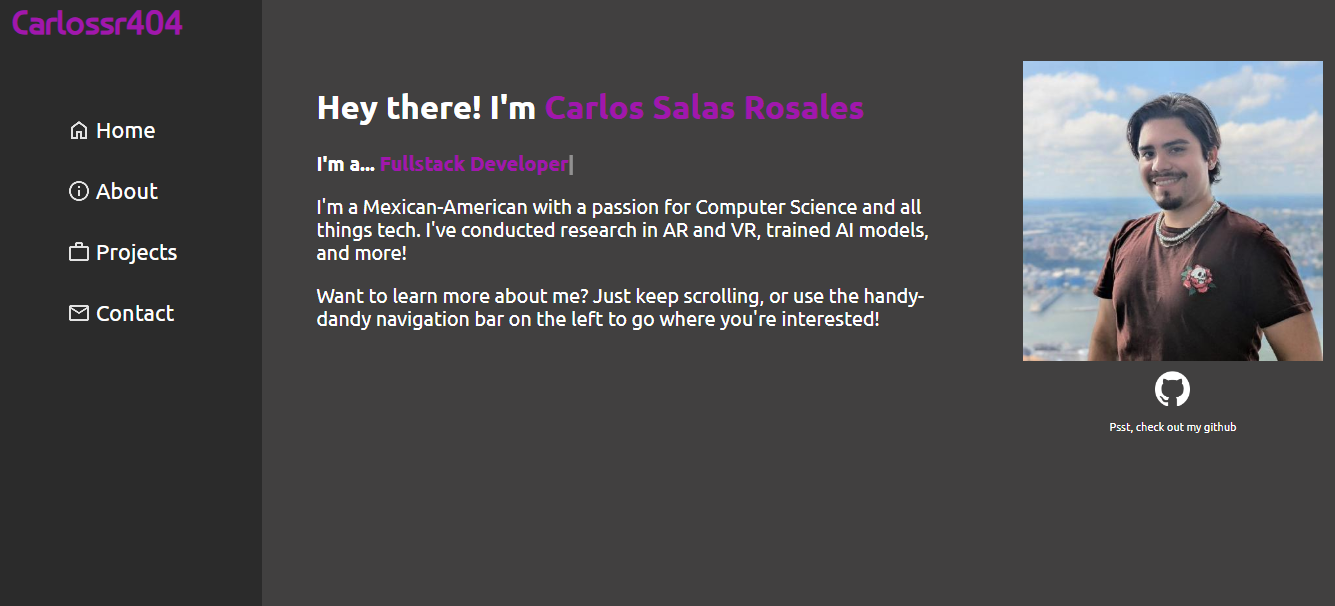 Carlossr404
Home
About
Projects
Contact
Hey there! I'm Carlos Salas Rosales
I'm a... Fullstack Developer
I'm a Mexican-American with a passion for Computer Science and all
things tech. I've conducted research in AR and VR, trained AI models,
and more!
Want to learn more about me? Just keep scrolling, or use the handy-
dandy navigation bar on the left to go where you're interested!
Psst, check out my github